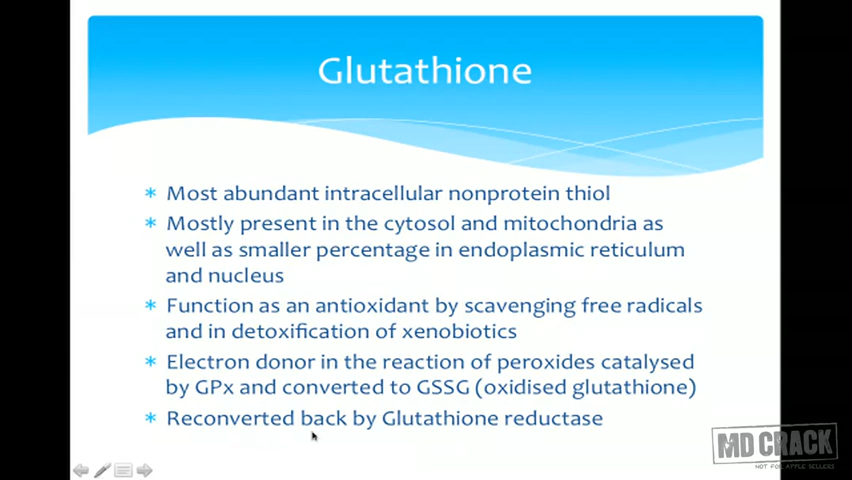 Glutathione
* Most abundant intracellular nonprotein thiol
* Mostly present in the cytosol and mitochondria as
well as smaller percentage in endoplasmic reticulum
and nucleus
* Function as an antioxidant by scavenging free radicals
and in detoxification of xenobiotics
* Electron donor in the reaction of peroxides catalysed
by GPx and converted to GSSG (oxidised glutathione)
* Reconverted back by Glutathione reductase
MD CRACK
NOT FOR APPLE SELLERS